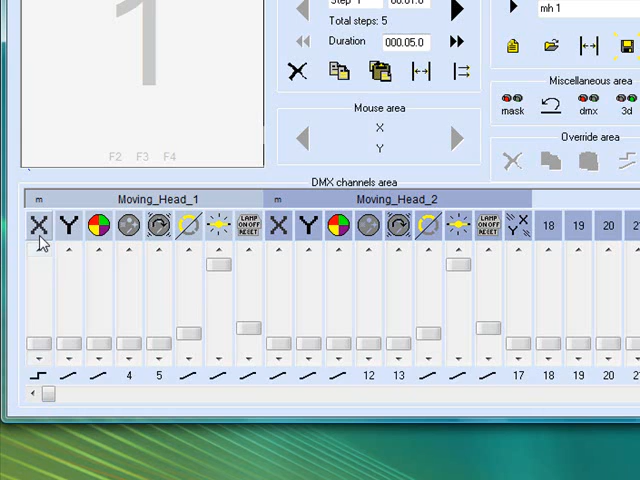 Step 1 00:01.0
Total steps: 5
Duration 000.05.0
mh 1
1
F2 F3 F4
Mouse area
X
Y
Miscellaneous area
mask dmx 3d
Override area
DMX channels area
m Moving_Head_1 m Moving_Head_2
X Y LAMP ON OFF RESET X Y LAMP ON OFF RESET X Y 18 19 20
4 5 12 13 17 18 19 20